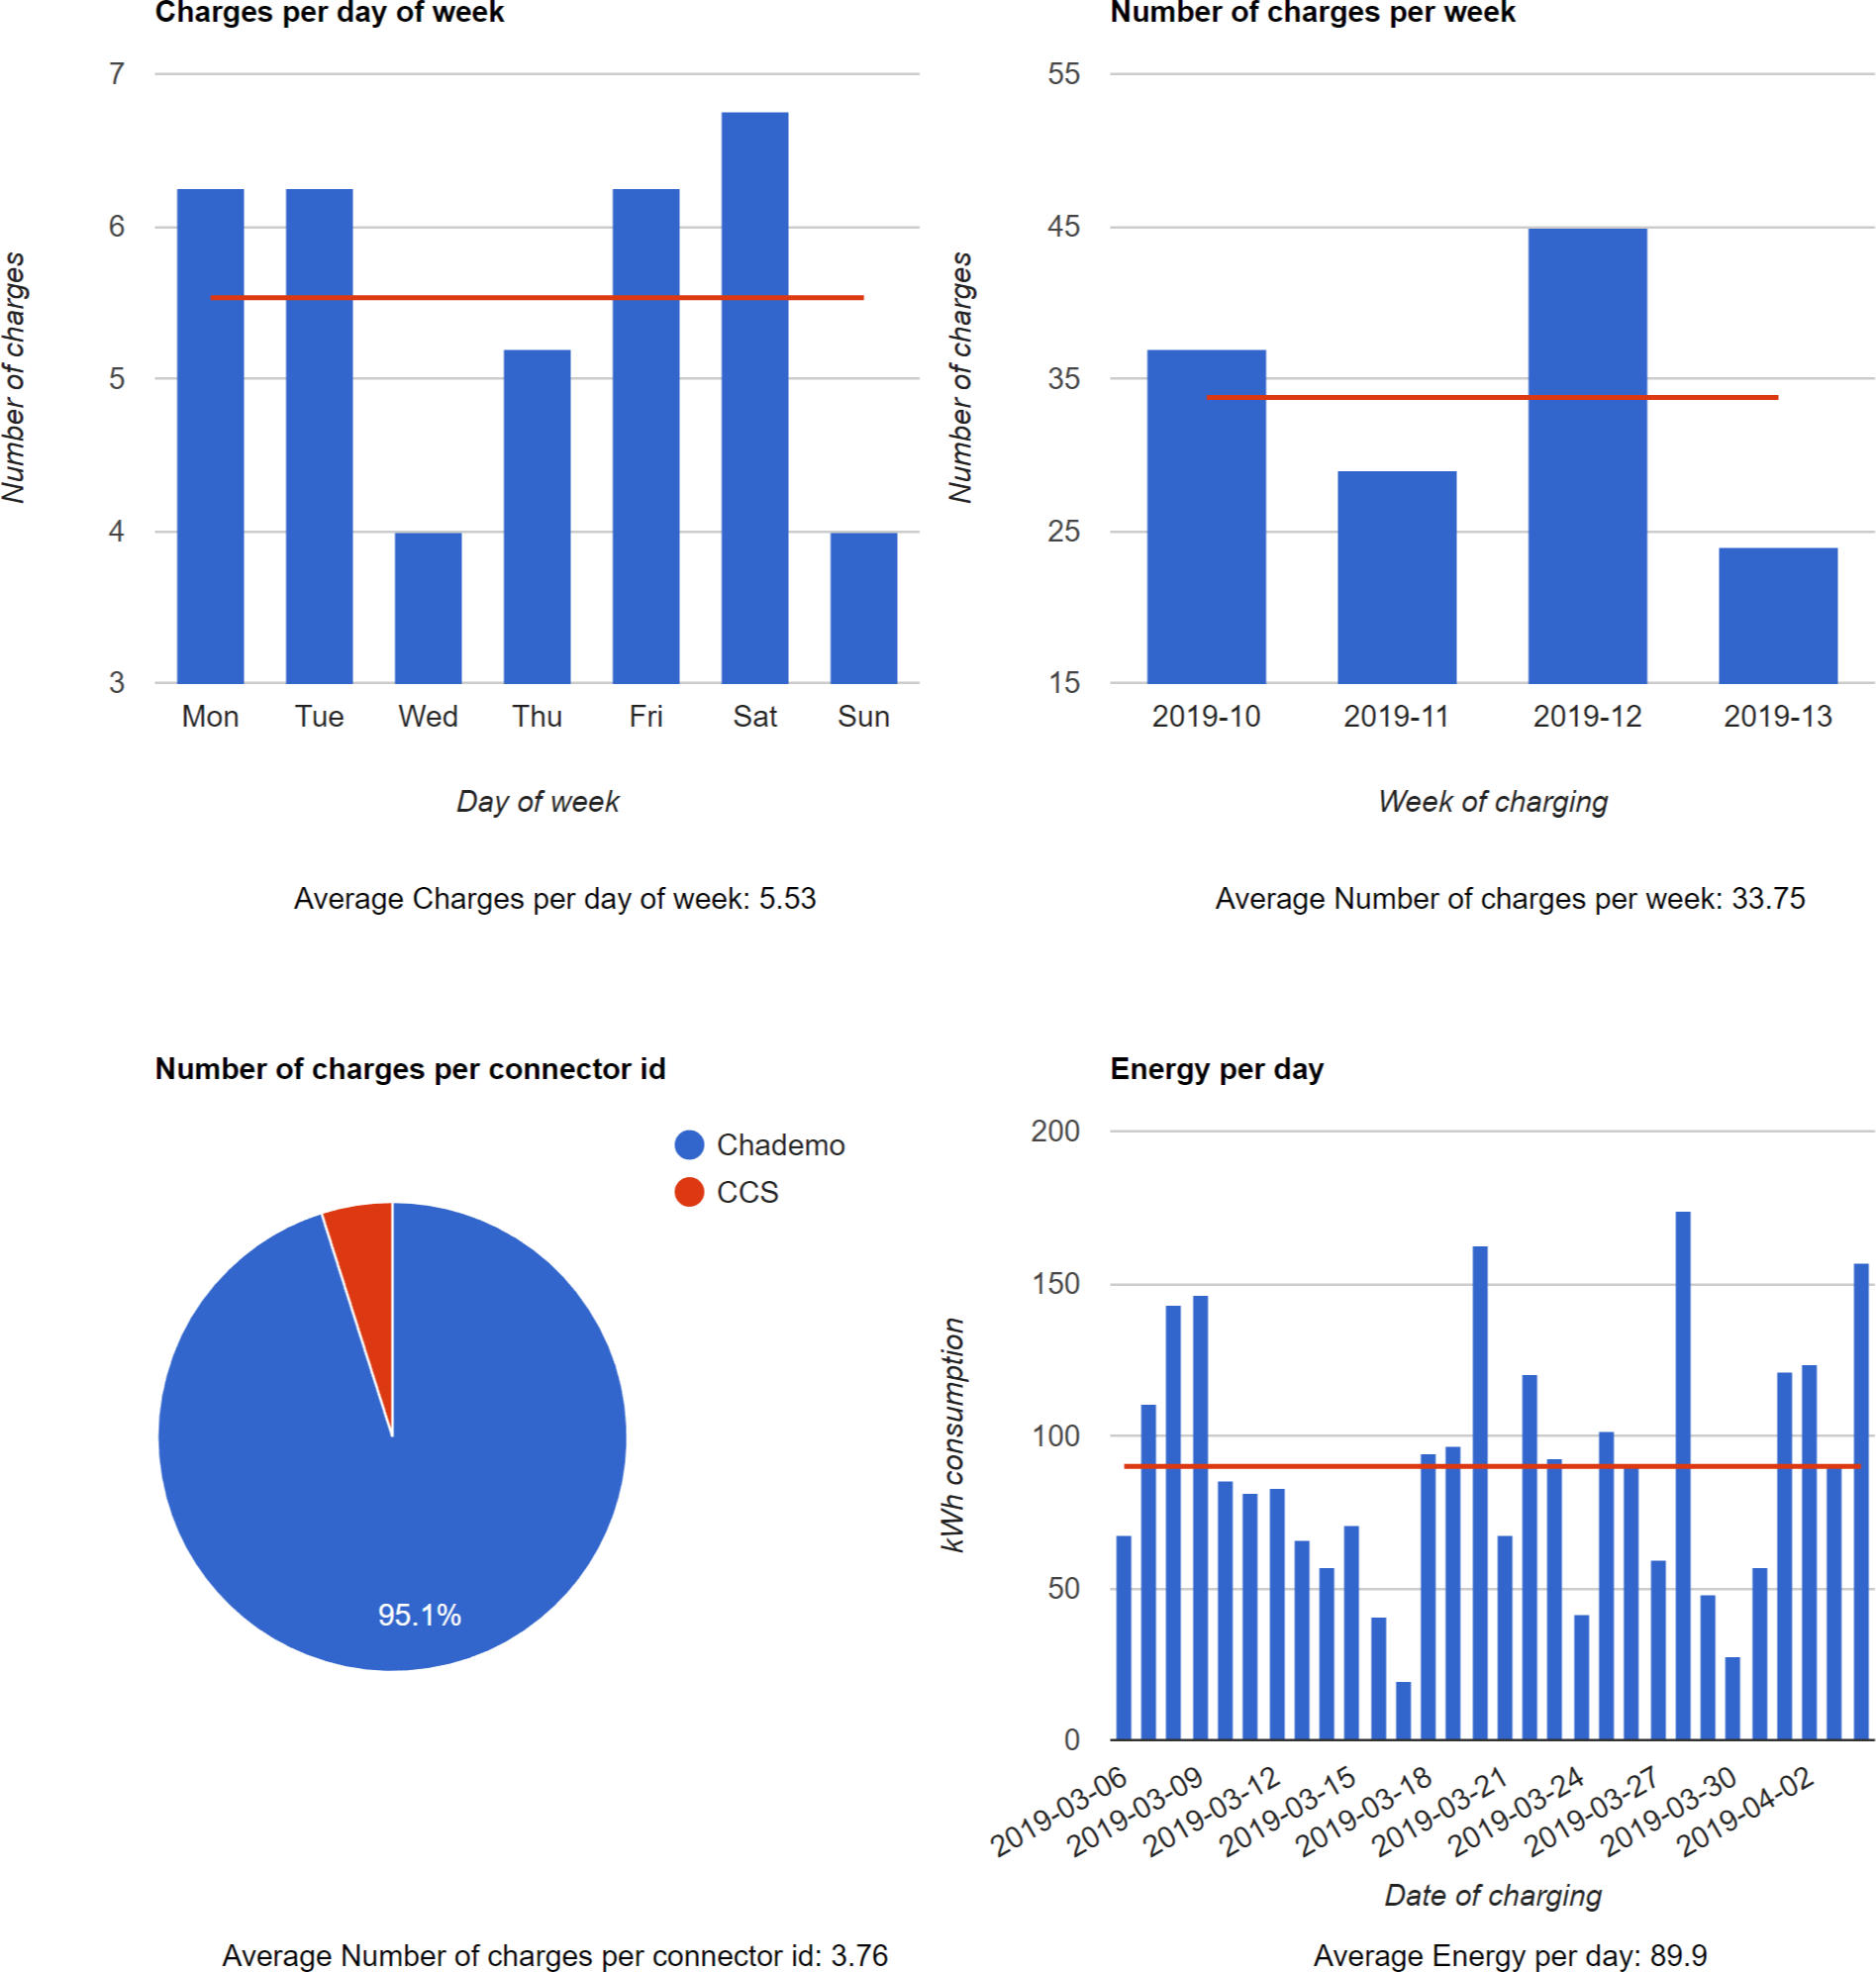 Charges per day of week
7
6
5
4
3
Number of charges
Mon Tue Wed Thu Fri Sat Sun
Day of week
Average Charges per day of week: 5.53
Number of charges per week
55
45
35
25
15
Number of charges
2019-10 2019-11 2019-12 2019-13
Week of charging
Average Number of charges per week: 33.75
Number of charges per connector id
Chademo
CCS
95.1%
Average Number of charges per connector id: 3.76
Energy per day
200
150
100
50
0
kWh consumption
2019-03-06 2019-03-09 2019-03-12 2019-03-15 2019-03-18 2019-03-21 2019-03-24 2019-03-27 2019-03-30 2019-04-02
Date of charging
Average Energy per day: 89.9